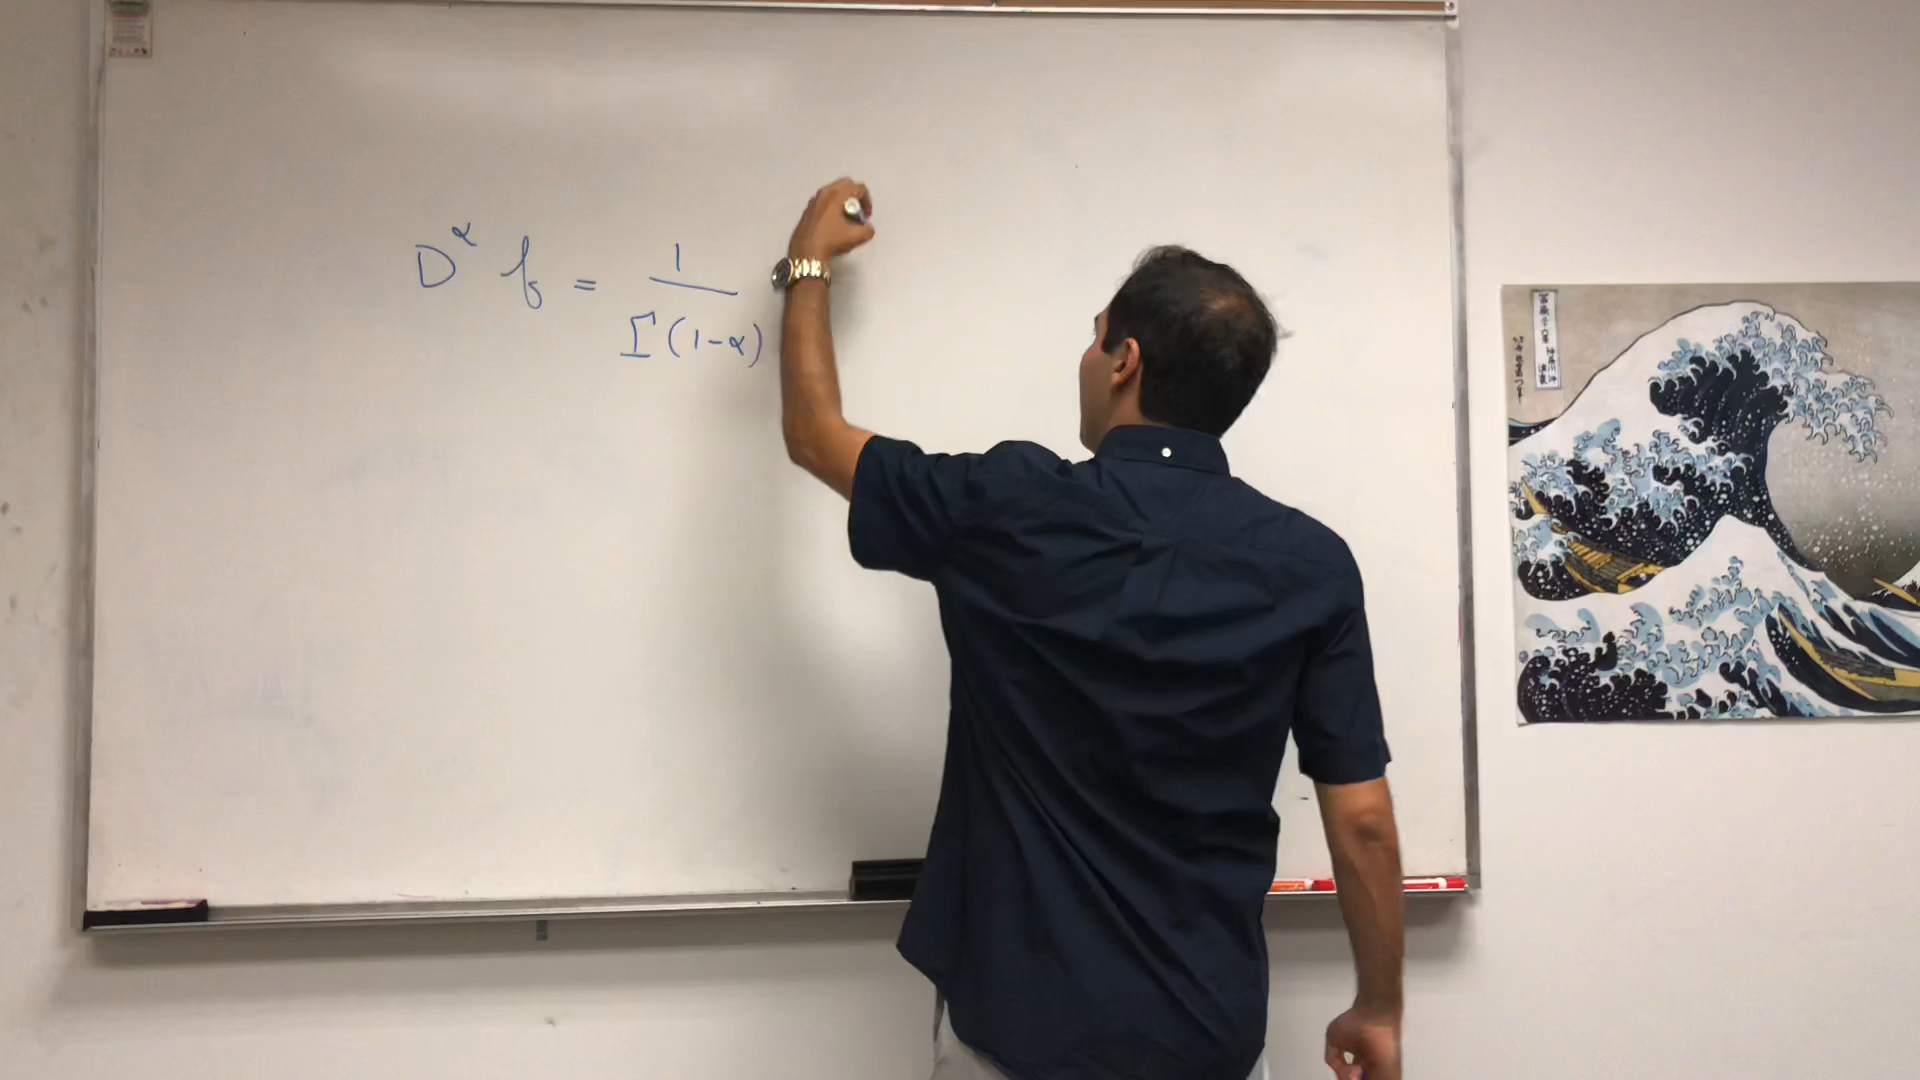 D^α f = 1/Γ(1-α)